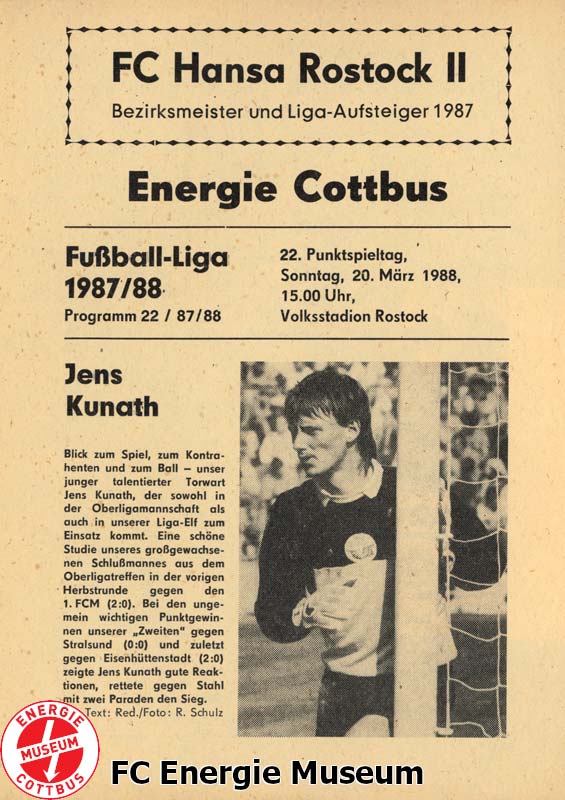 FC Hansa Rostock II
Bezirksmeister und Liga-Aufsteiger 1987
Energie Cottbus
Fußball-Liga
1987/88
Programm 22 / 87/88
22. Punktspieltag,
Sonntag, 20. März 1988,
15.00 Uhr,
Volksstadion Rostock
Jens
Kunath
Blick zum Spiel, zum Kontra-
henten und zum Ball – unser
junger talentierter Torwart
Jens Kunath, der sowohl in
der Oberligamannschaft als
auch in unserer Liga-Elf zum
Einsatz kommt. Eine schöne
Studie unseres großgewachse-
nen Schlußmannes aus dem
Oberligatreffen in der vorigen
Herbstrunde gegen den
1. FCM (2:0). Bei den unge-
mein wichtigen Punktgewin-
nen unserer „Zweiten" gegen
Stralsund (0:0) und zuletzt
gegen Eisenhüttenstadt (2:0)
zeigte Jens Kunath gute Reak-
tionen, rettete gegen Stahl
mit zwei Paraden den Sieg.
Text: Red./Foto: R. Schulz
ENERGIE
MUSEUM
COTTBUS
FC Energie Museum